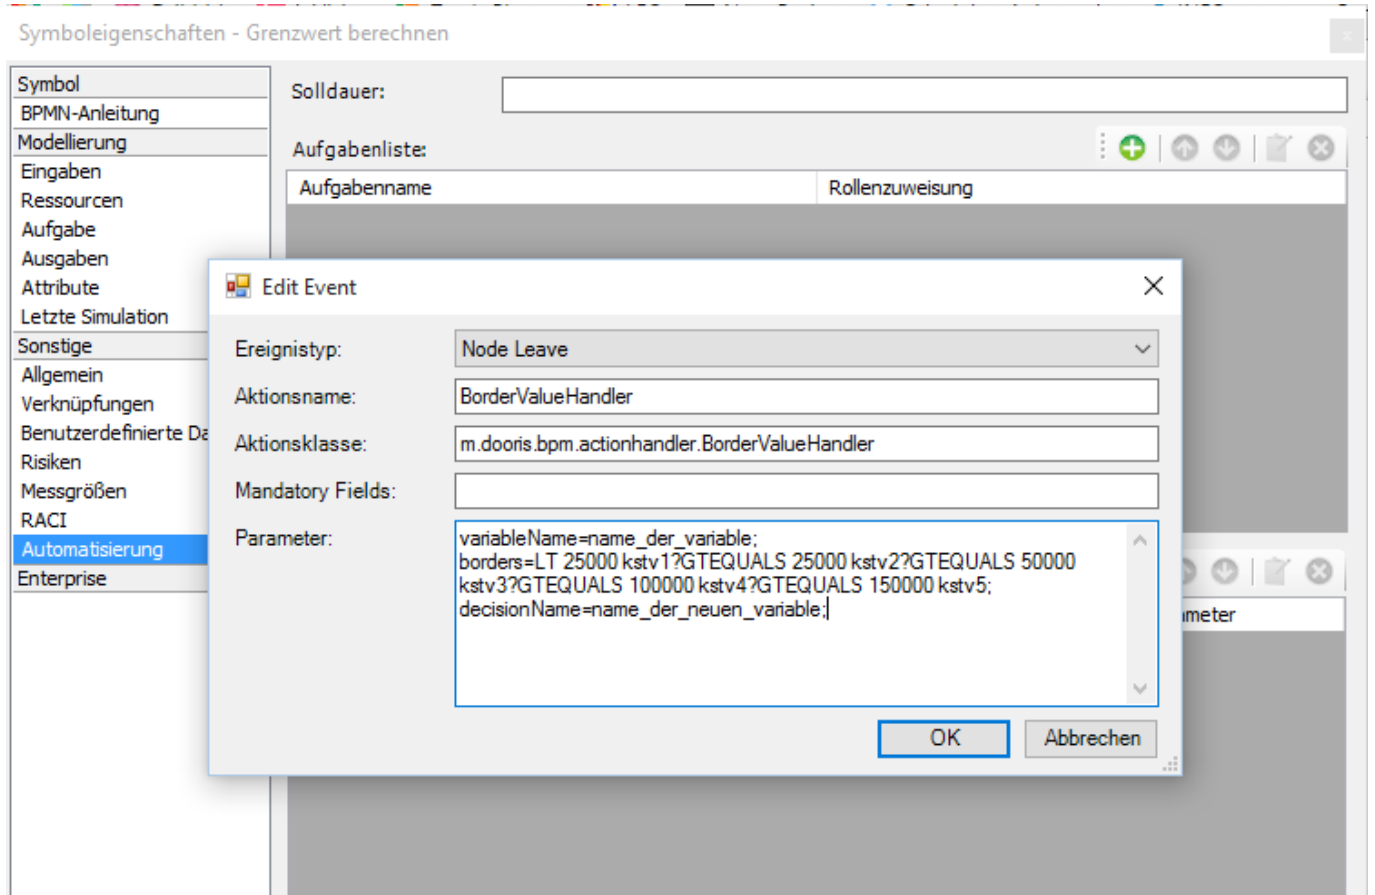 Symboleigenschaften - Grenzwert berechnen
x
Symbol
BPMN-Anleitung
Modellierung
Eingaben
Ressourcen
Aufgabe
Ausgaben
Attribute
Letzte Simulation
Sonstige
Allgemein
Verknüpfungen
Benutzerdefinierte Da
Risiken
Messgrößen
RACI
Automatisierung
Enterprise
Solldauer:
Aufgabenliste:
Aufgabenname Rollenzuweisung
Edit Event
Ereignistyp: Node Leave
Aktionsname: BorderValueHandler
Aktionsklasse: m.dooris.bpm.actionhandler.BorderValueHandler
Mandatory Fields:
Parameter: variableName=name_der_variable;
borders=LT 25000 kstv1?GTEQUALS 25000 kstv2?GTEQUALS 50000
kstv3?GTEQUALS 100000 kstv4?GTEQUALS 150000 kstv5;
decisionName=name_der_neuen_variable;
OK Abbrechen
ameter